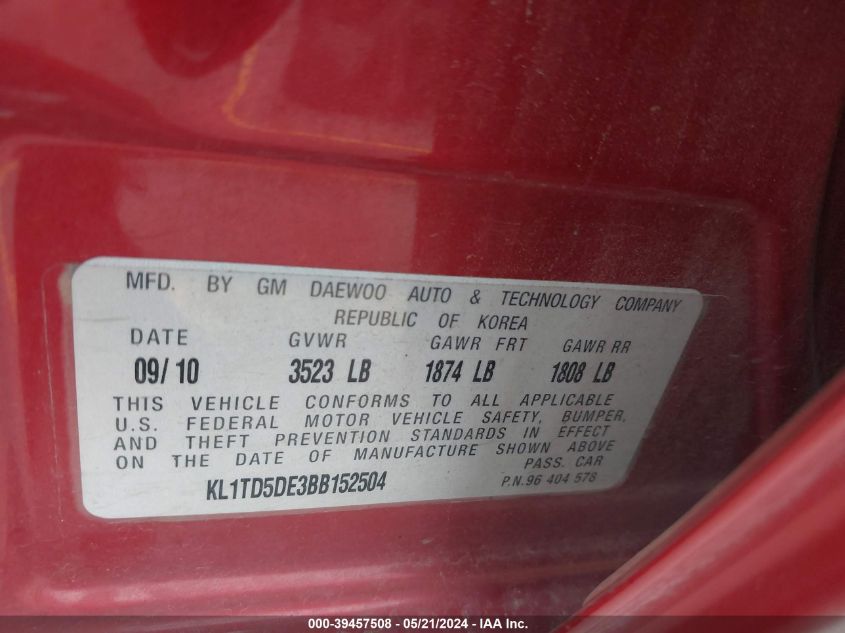 MFD. BY GM DAEWOO AUTO & TECHNOLOGY COMPANY
REPUBLIC OF KOREA
DATE GVWR GAWR FRT GAWR RR
09/10 3523 LB 1874 LB 1808 LB
THIS VEHICLE CONFORMS TO ALL APPLICABLE
U.S. FEDERAL MOTOR VEHICLE SAFETY, BUMPER,
AND THEFT PREVENTION STANDARDS IN EFFECT
ON THE DATE OF MANUFACTURE SHOWN ABOVE
PASS. CAR
KL1TD5DE3BB152504 P.N.96 404 578
000-39457508 - 05/21/2024 - IAA Inc.